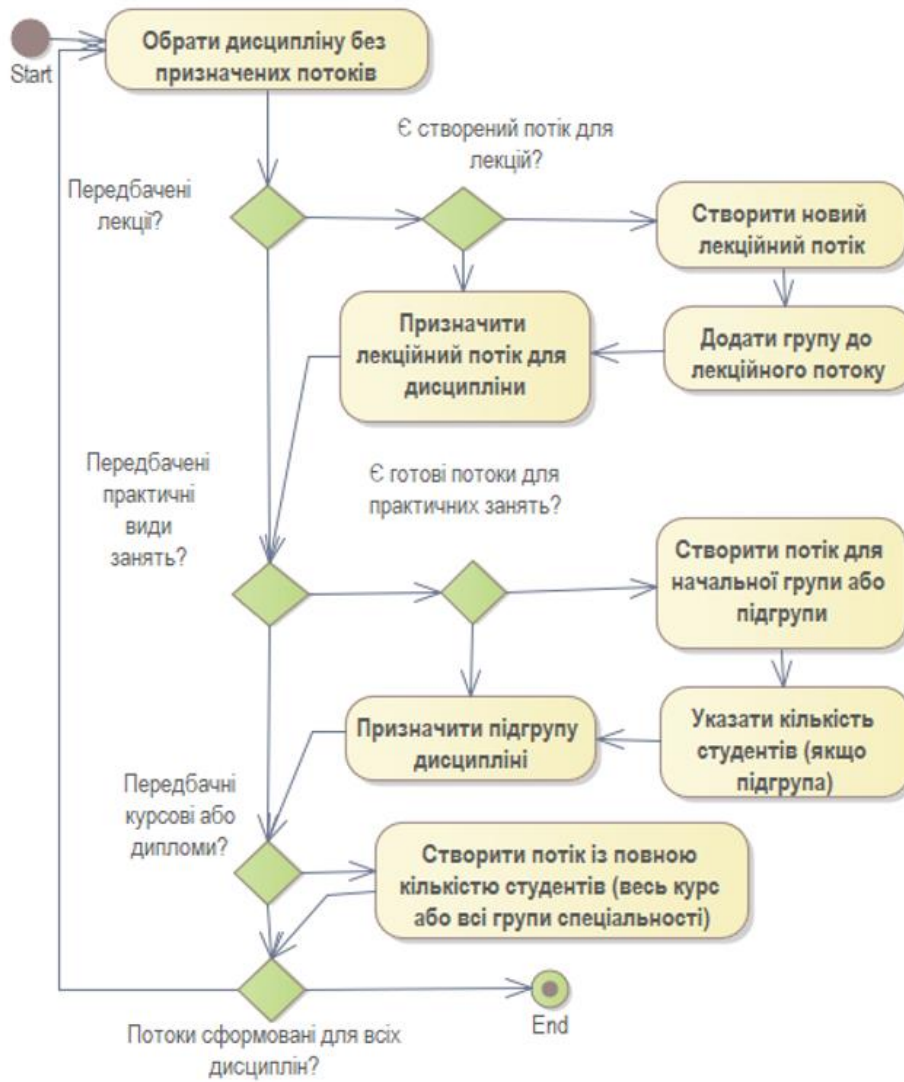 Обрати дисципліну без
призначених потоків
Start
Є створений потік для
лекцій?
Передбачені
лекції?
Створити новий
лекційний потік
Призначити
лекційний потік для
дисципліни
Додати групу до
лекційного потоку
Передбачені
практичні
види
занять?
Є готові потоки для
практичних занять?
Створити потік для
начальної групи або
підгрупи
Призначити підгрупу
дисципліні
Указати кількість
студентів (якщо
підгрупа)
Передбачні
курсові або
дипломи?
Створити потік із повною
кількістю студентів (весь курс
або всі групи спеціальності)
End
Потоки сформовані для всіх
дисциплін?